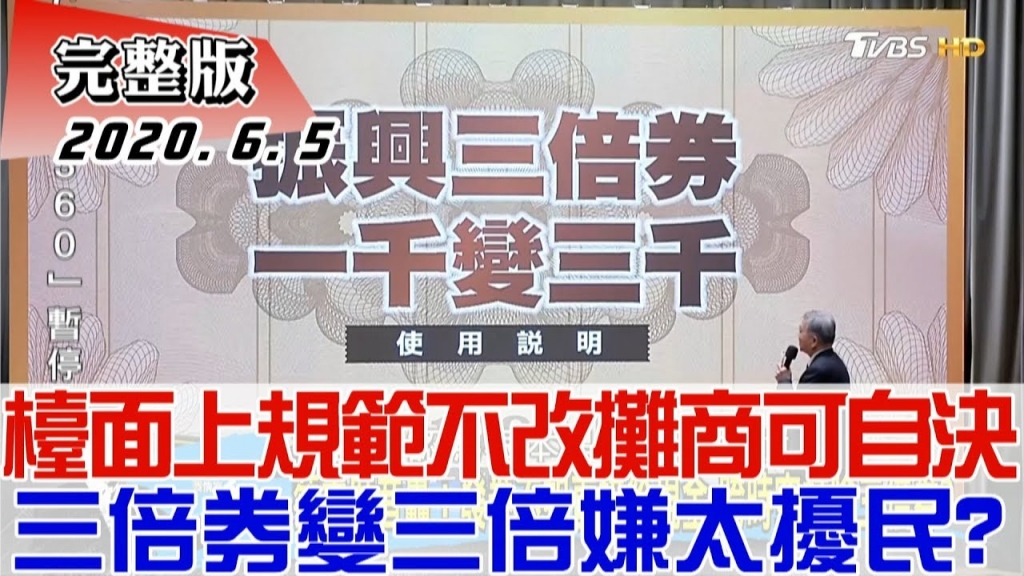 完整版
TVBS HD
2020.6.5
振興三倍券
一千變三千
使用説明
560』暫停
檯面上規範不改攤商可自決
三倍券變三倍嫌太擾民?